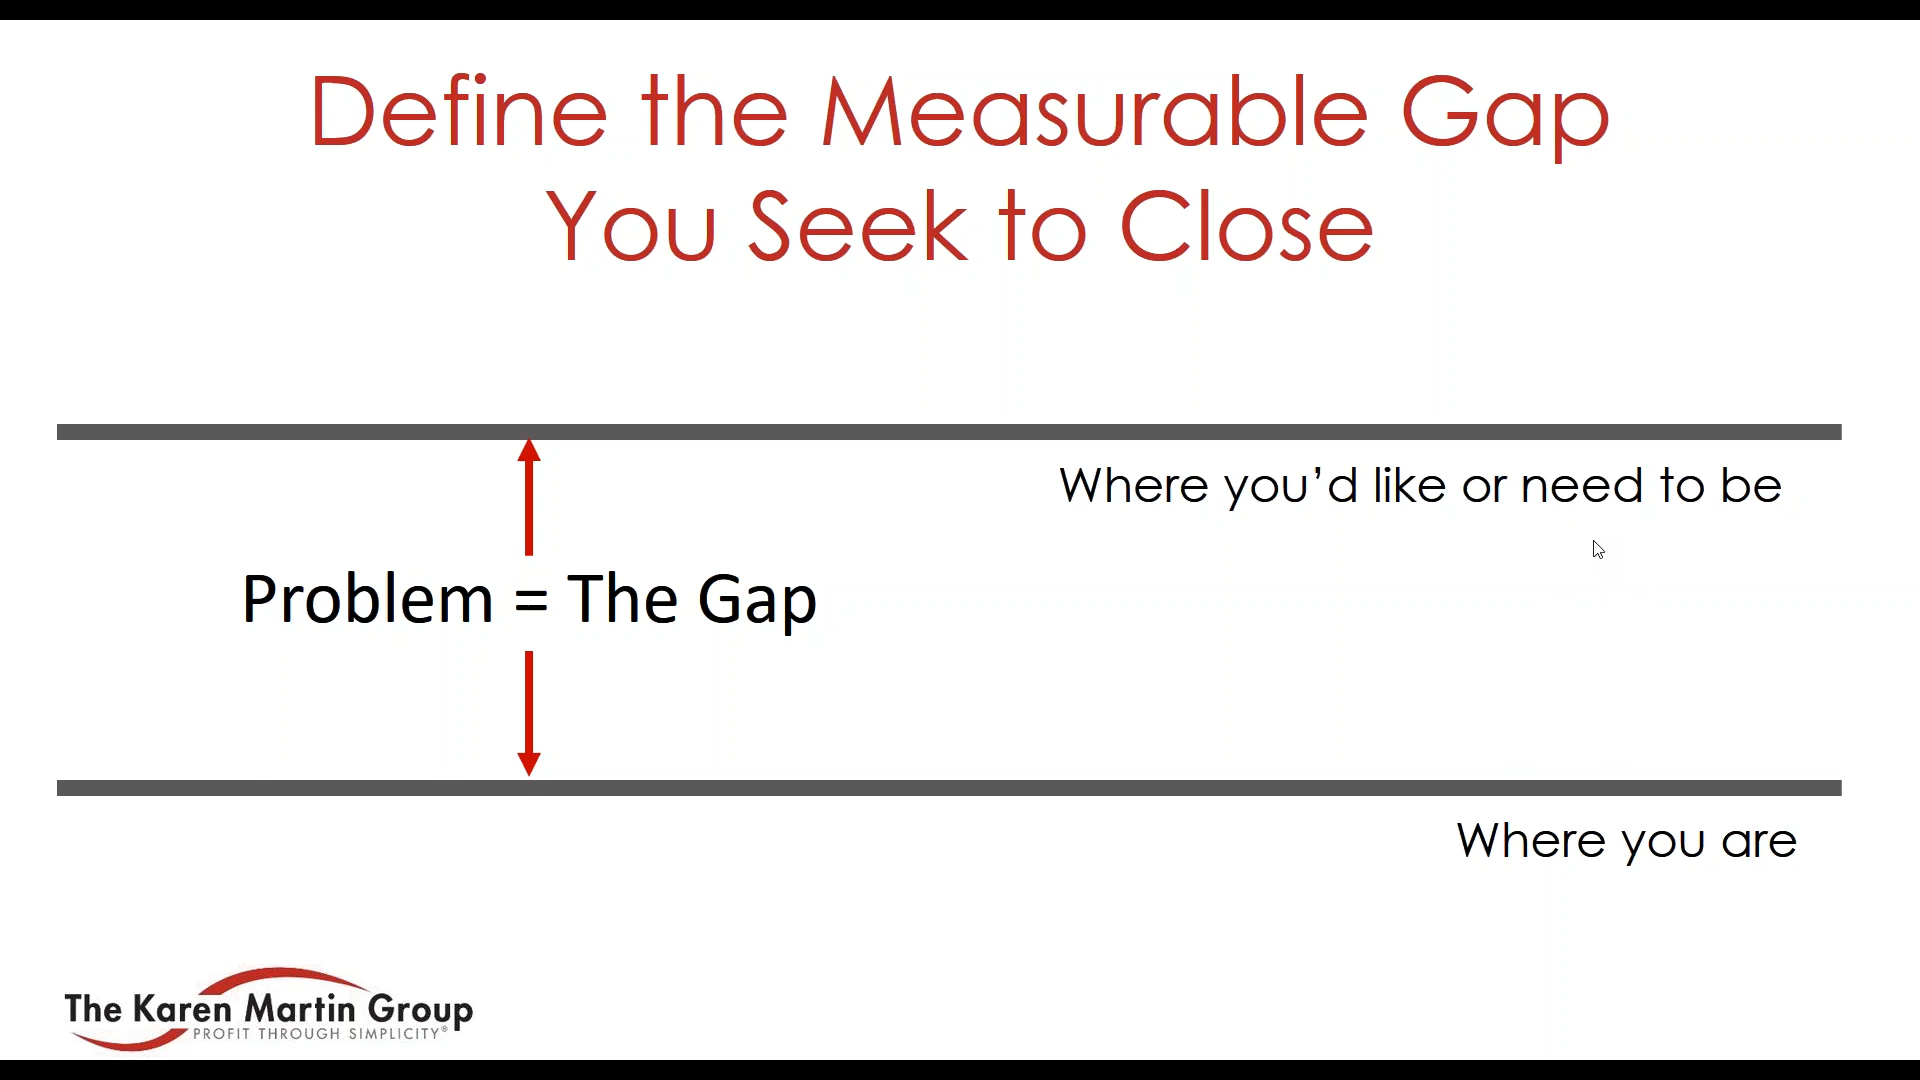 Define the Measurable Gap
You Seek to Close
Where you’d like or need to be
Problem = The Gap
Where you are
The Karen Martin Group
PROFIT THROUGH SIMPLICITY®